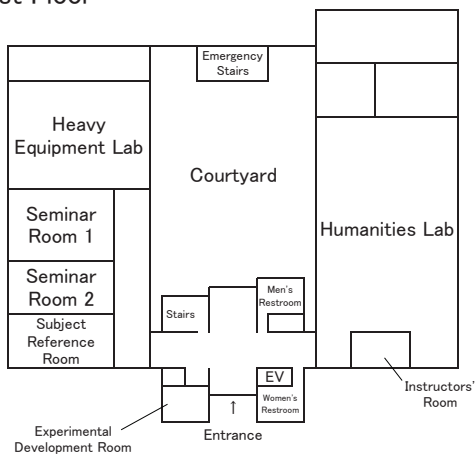 st Floor
Emergency
Stairs
Heavy
Equipment Lab
Courtyard
Seminar
Room 1
Humanities Lab
Seminar
Room 2
Men's
Restroom
Stairs
Subject
Reference
Room
EV
Women's
Restroom
Instructors'
Room
↑
Entrance
Experimental
Development Room